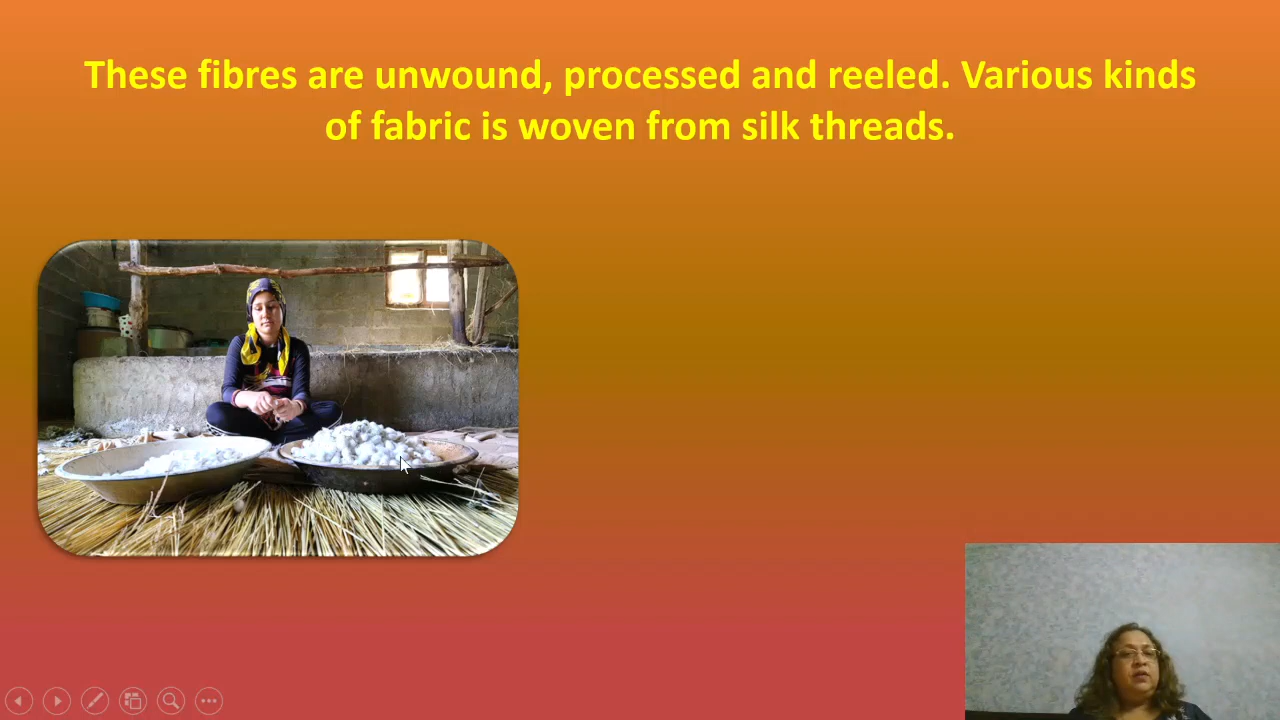 These fibres are unwound, processed and reeled. Various kinds
of fabric is woven from silk threads.